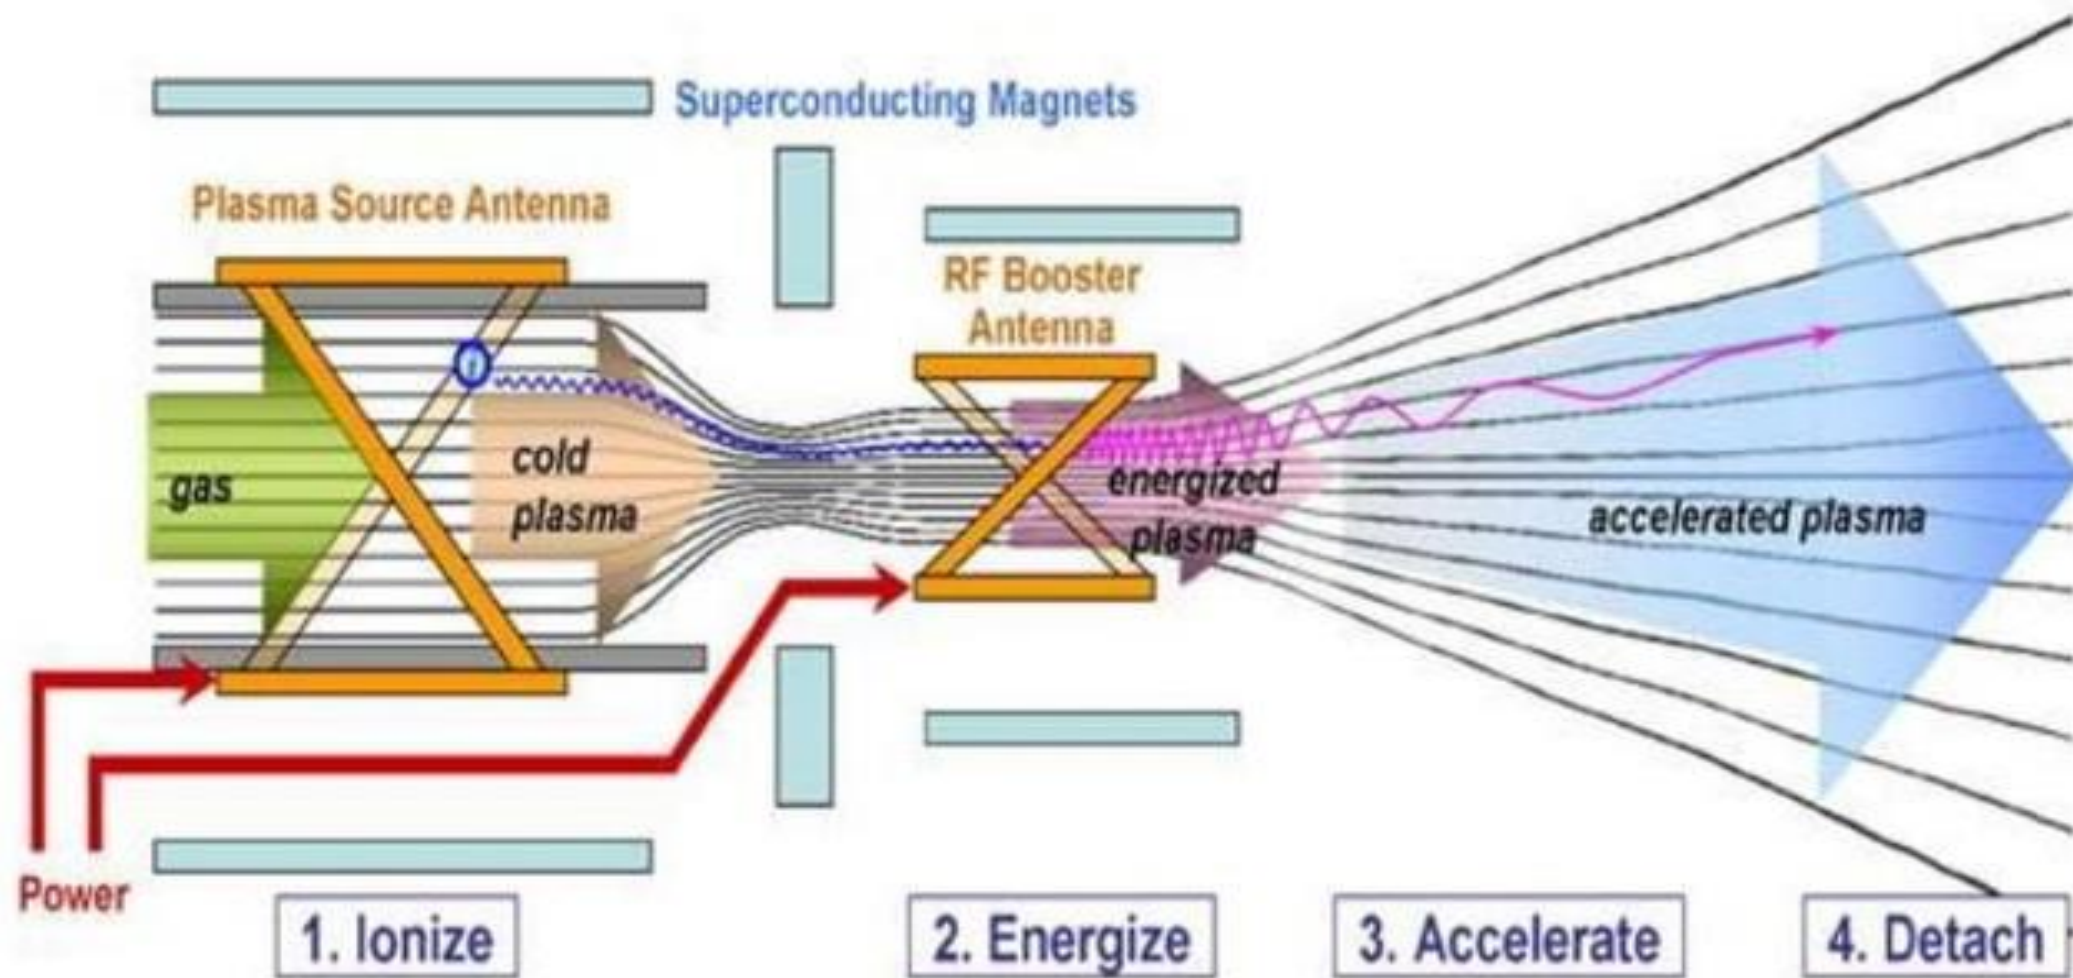 Superconducting Magnets
Plasma Source Antenna
RF Booster
Antenna
gas
cold
plasma
energized
plasma
accelerated plasma
Power
1. Ionize
2. Energize
3. Accelerate
4. Detach